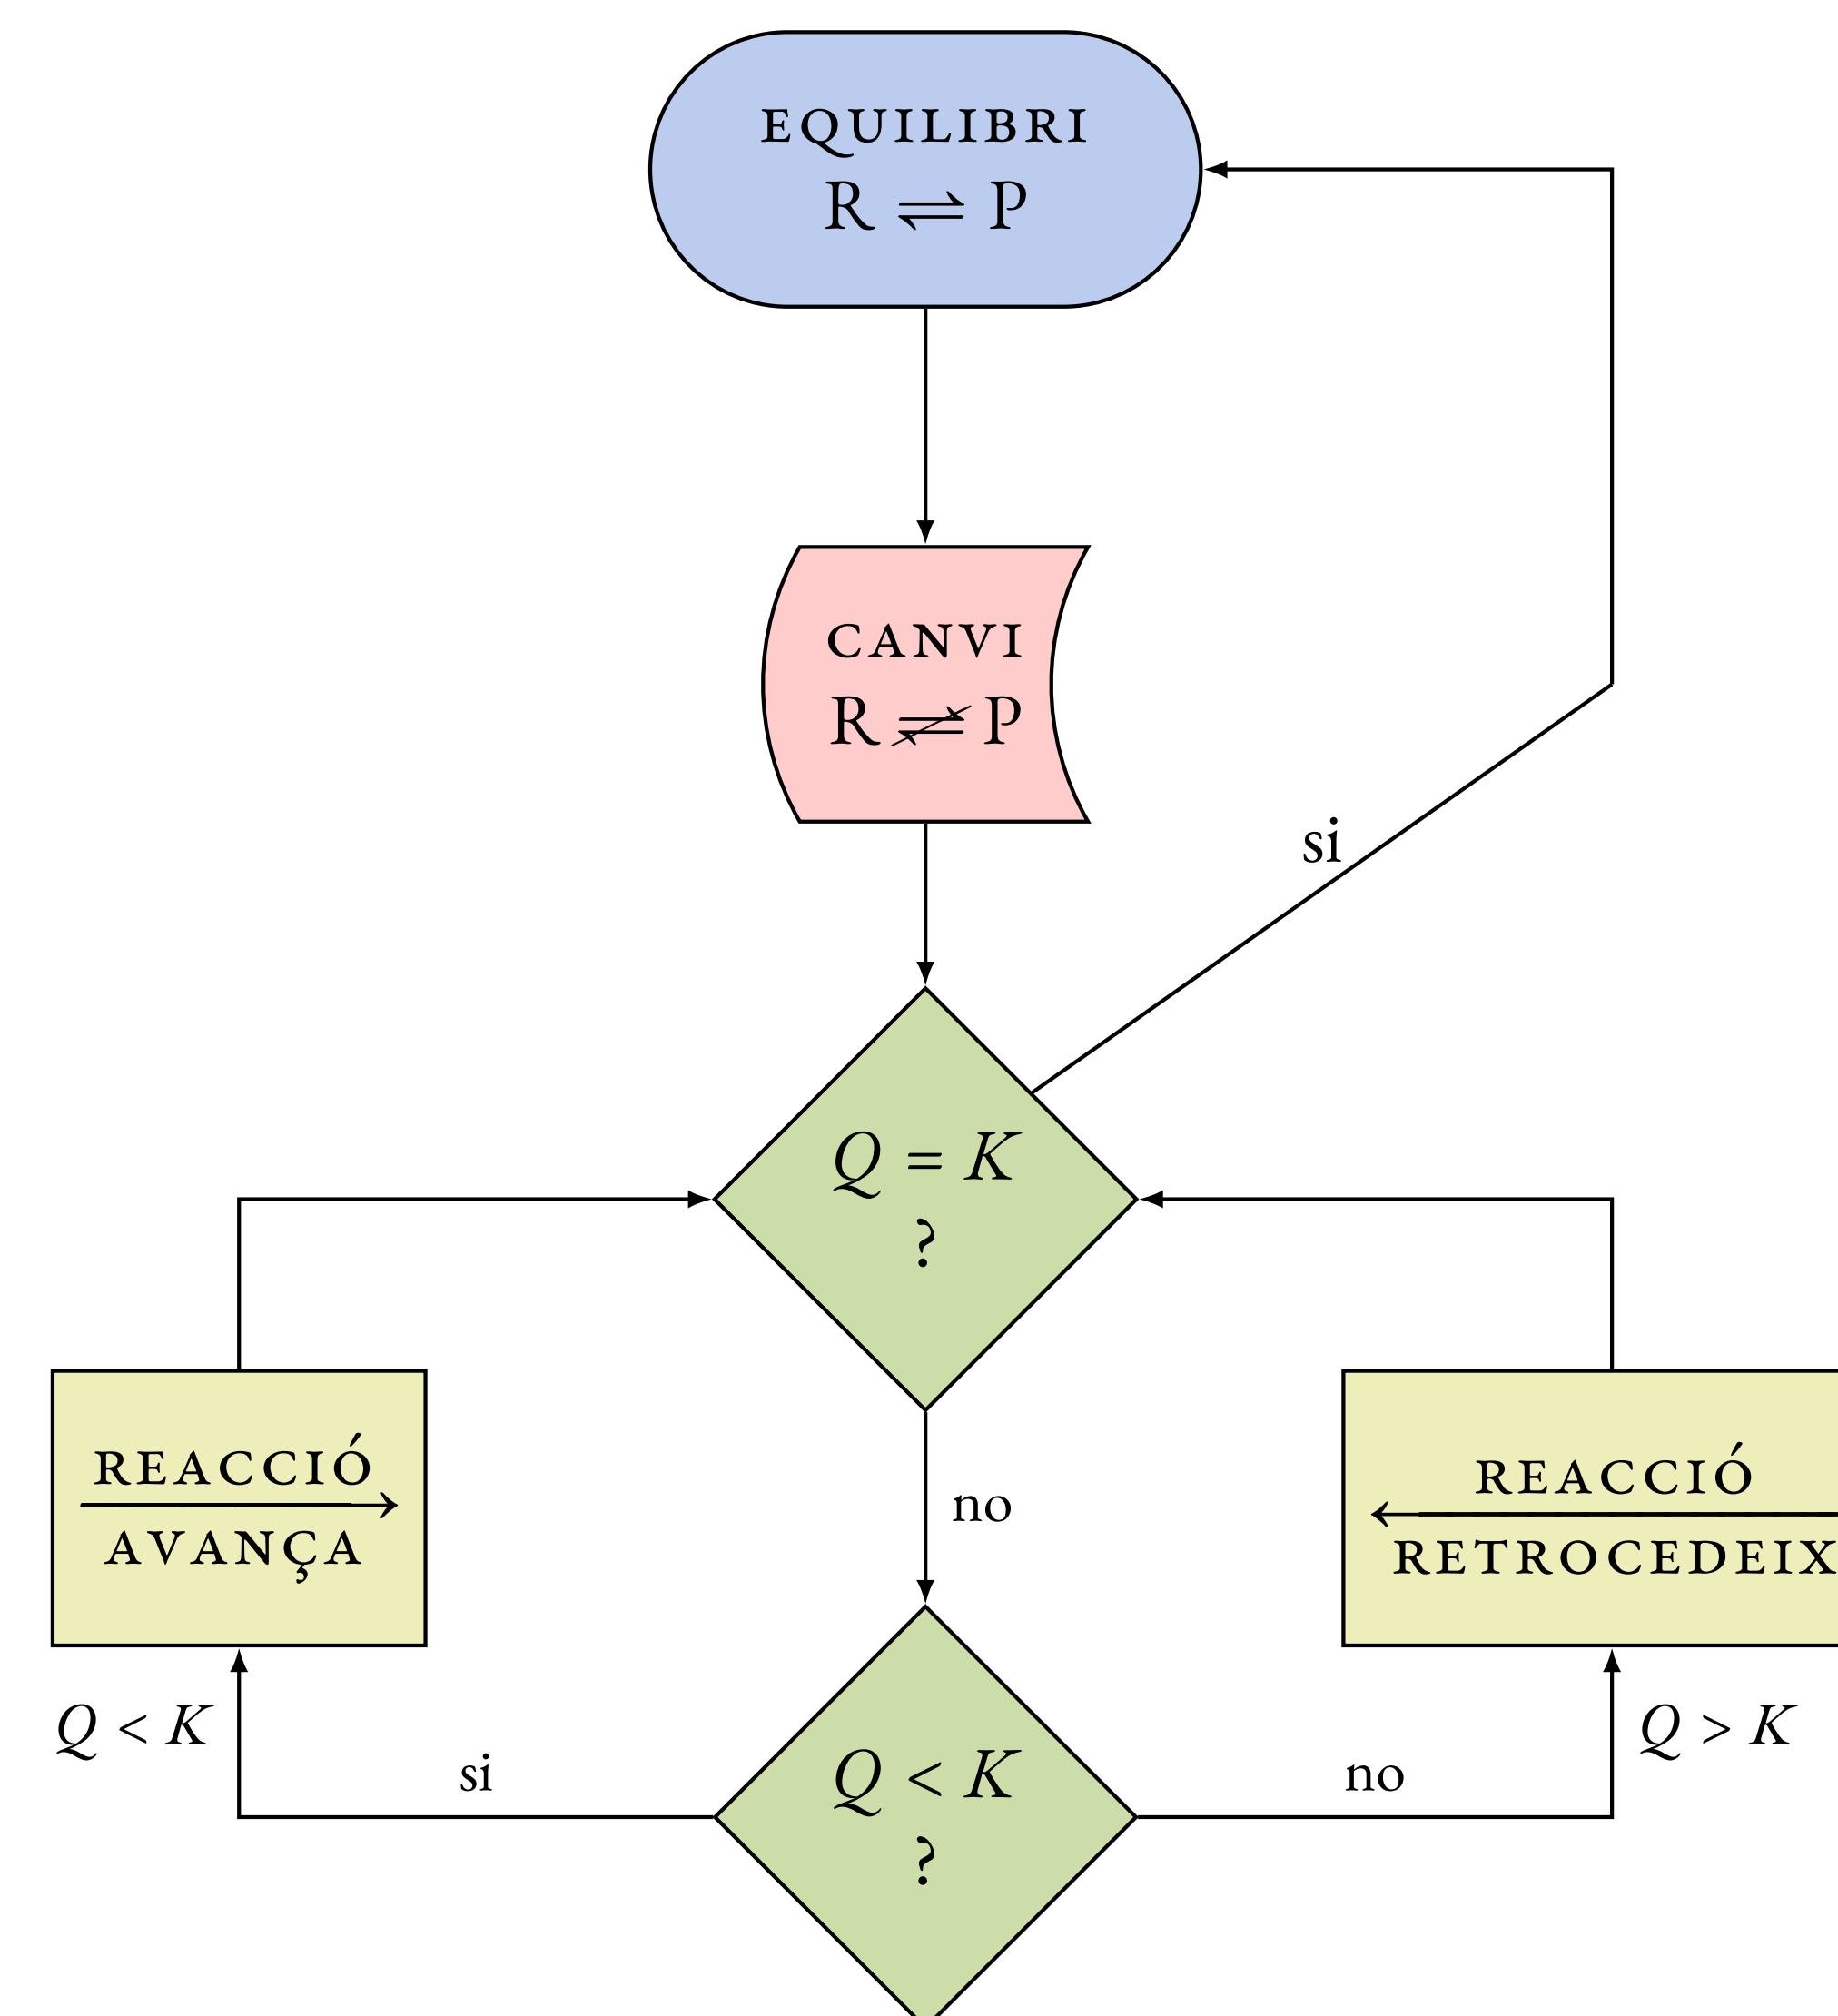 EQUILIBRI
R ⇌ P
CANVI
R ⇌̸ P
si
Q = K
?
REACCIÓ
AVANÇA
no
REACCIÓ
RETROCEDEIX
Q < K
Q > K
si
no
Q < K
?